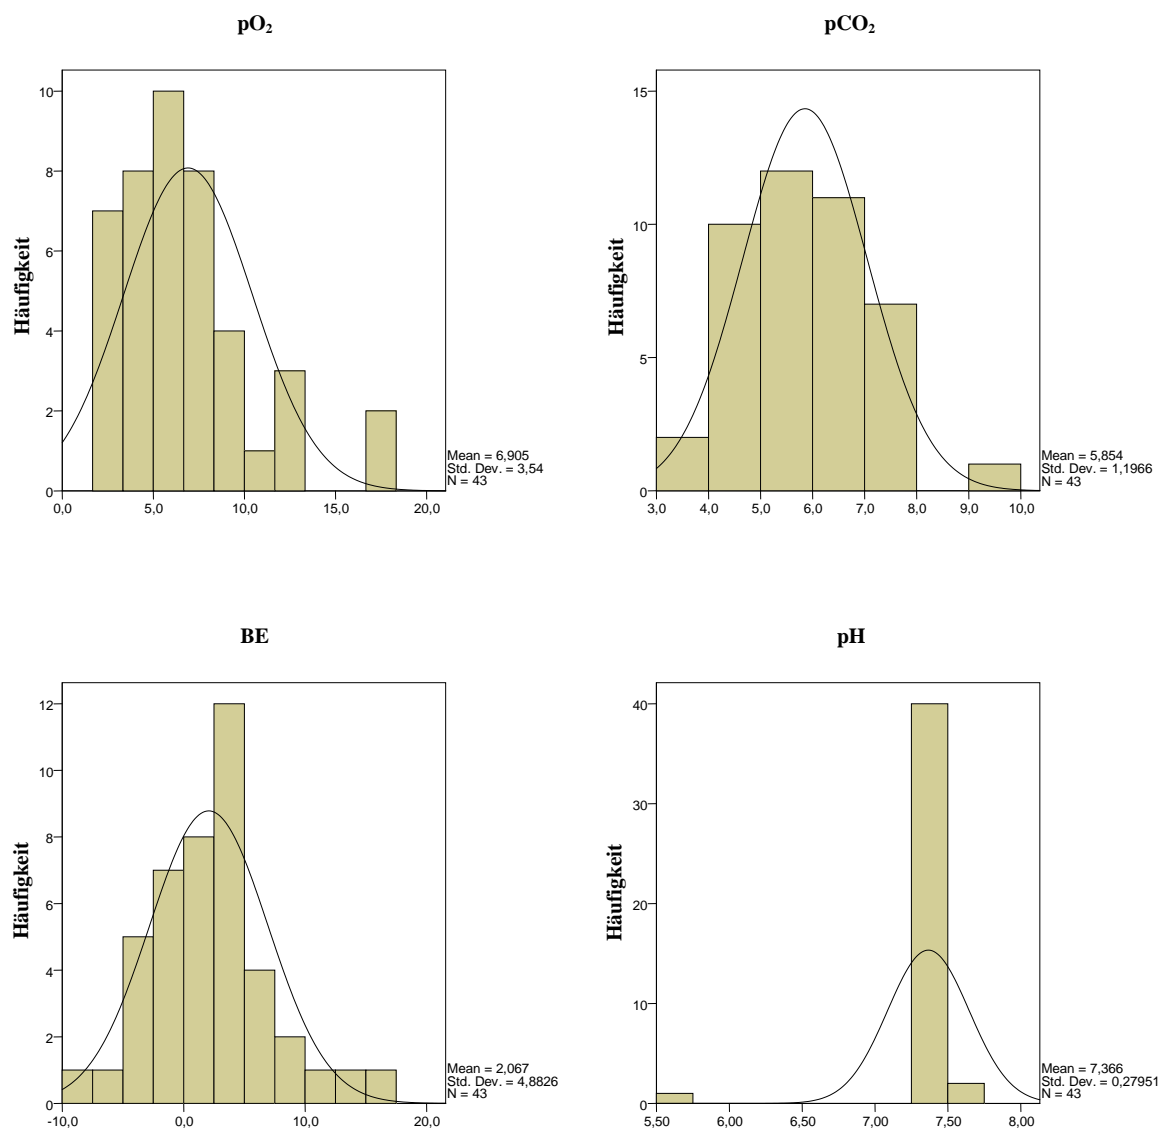 pO₂
Häufigkeit
10
8
6
4
2
0
0,0 5,0 10,0 15,0 20,0
Mean = 6,905
Std. Dev. = 3,54
N = 43
pCO₂
Häufigkeit
15
10
5
0
3,0 4,0 5,0 6,0 7,0 8,0 9,0 10,0
Mean = 5,854
Std. Dev. = 1,1966
N = 43
BE
Häufigkeit
12
10
8
6
4
2
0
-10,0 0,0 10,0 20,0
Mean = 2,067
Std. Dev. = 4,8826
N = 43
pH
Häufigkeit
40
30
20
10
0
5,50 6,00 6,50 7,00 7,50 8,00
Mean = 7,366
Std. Dev. = 0,27951
N = 43